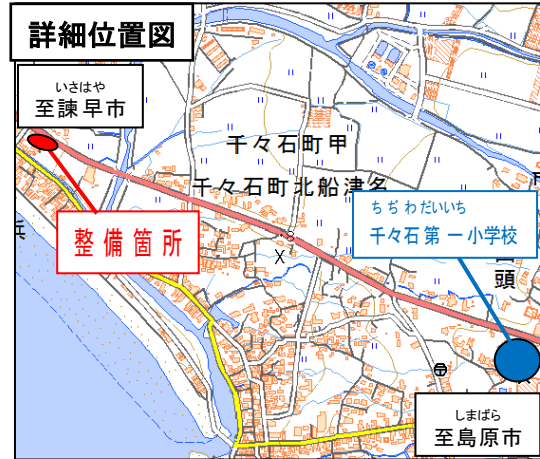 詳細位置図
いさはや
至諫早市
千々石町甲
千々石町北船津名
整備箇所
ちぢわだいいち
千々石第一小学校
浜
頭
しまばら
至島原市